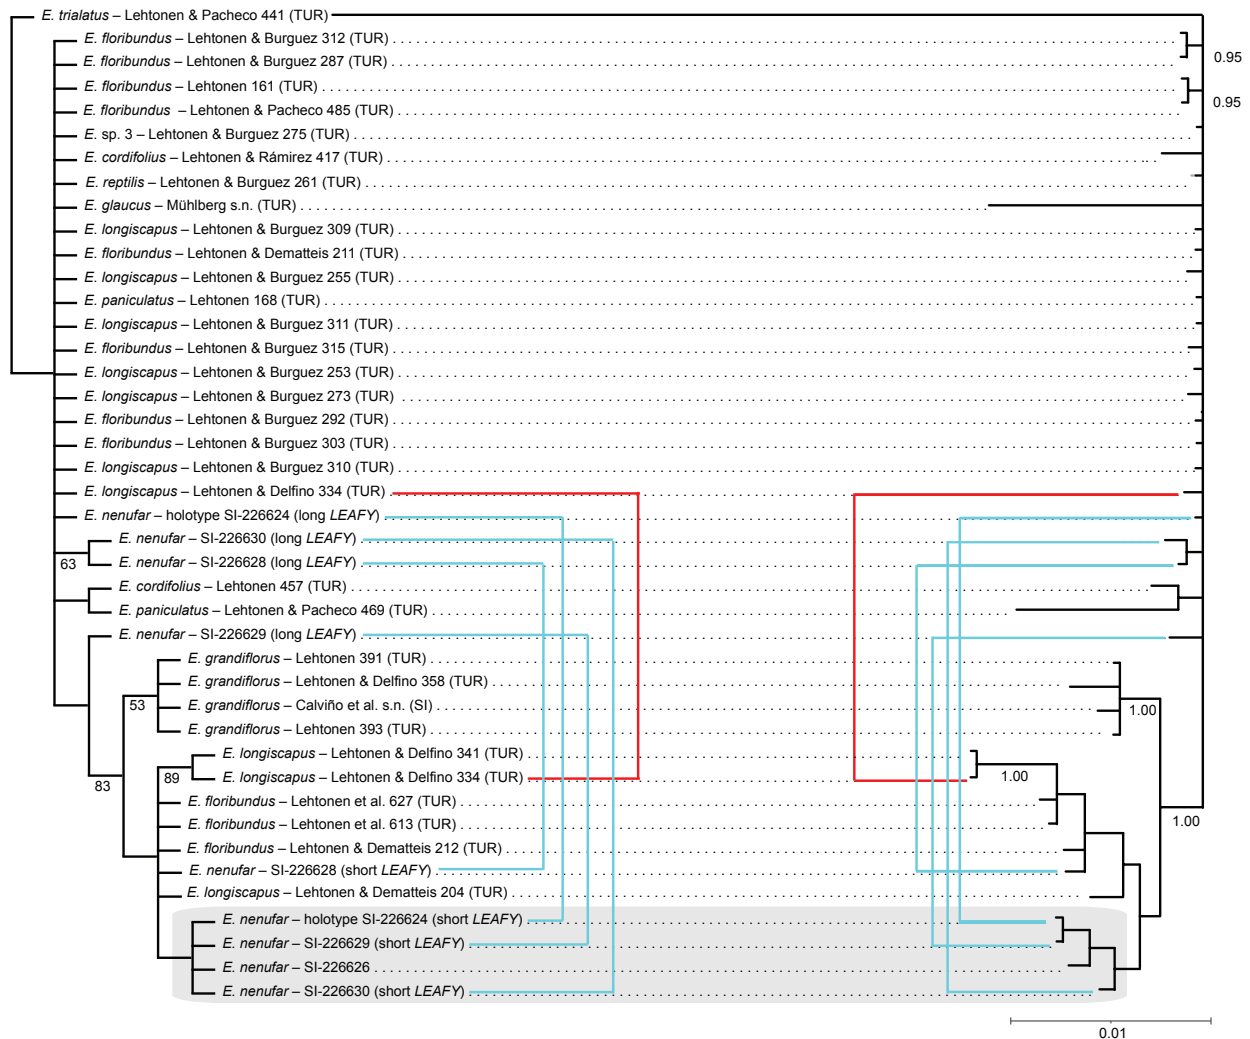 E. trialatus – Lehtonen & Pacheco 441 (TUR)
E. floribundus – Lehtonen & Burguez 312 (TUR)
0.95
E. floribundus – Lehtonen & Burguez 287 (TUR)
E. floribundus – Lehtonen 161 (TUR)
0.95
E. floribundus – Lehtonen & Pacheco 485 (TUR)
E. sp. 3 – Lehtonen & Burguez 275 (TUR)
E. cordifolius – Lehtonen & Rámirez 417 (TUR)
E. reptilis – Lehtonen & Burguez 261 (TUR)
E. glaucus – Mühlberg s.n. (TUR)
E. longiscapus – Lehtonen & Burguez 309 (TUR)
E. floribundus – Lehtonen & Dematteis 211 (TUR)
E. longiscapus – Lehtonen & Burguez 255 (TUR)
E. paniculatus – Lehtonen 168 (TUR)
E. longiscapus – Lehtonen & Burguez 311 (TUR)
E. floribundus – Lehtonen & Burguez 315 (TUR)
E. longiscapus – Lehtonen & Burguez 253 (TUR)
E. longiscapus – Lehtonen & Burguez 273 (TUR)
E. floribundus – Lehtonen & Burguez 292 (TUR)
E. floribundus – Lehtonen & Burguez 303 (TUR)
E. longiscapus – Lehtonen & Burguez 310 (TUR)
E. longiscapus – Lehtonen & Delfino 334 (TUR)
E. nenufar – holotype SI-226624 (long LEAFY)
E. nenufar – SI-226630 (long LEAFY)
63
E. nenufar – SI-226628 (long LEAFY)
E. cordifolius – Lehtonen 457 (TUR)
E. paniculatus – Lehtonen & Pacheco 469 (TUR)
E. nenufar – SI-226629 (long LEAFY)
E. grandiflorus – Lehtonen 391 (TUR)
E. grandiflorus – Lehtonen & Delfino 358 (TUR)
53
E. grandiflorus – Calviño et al. s.n. (SI)
1.00
E. grandiflorus – Lehtonen 393 (TUR)
E. longiscapus – Lehtonen & Delfino 341 (TUR)
89
E. longiscapus – Lehtonen & Delfino 334 (TUR)
1.00
83
E. floribundus – Lehtonen et al. 627 (TUR)
E. floribundus – Lehtonen et al. 613 (TUR)
1.00
E. floribundus – Lehtonen & Dematteis 212 (TUR)
E. nenufar – SI-226628 (short LEAFY)
E. longiscapus – Lehtonen & Dematteis 204 (TUR)
E. nenufar – holotype SI-226624 (short LEAFY)
E. nenufar – SI-226629 (short LEAFY)
E. nenufar – SI-226626
E. nenufar – SI-226630 (short LEAFY)
0.01